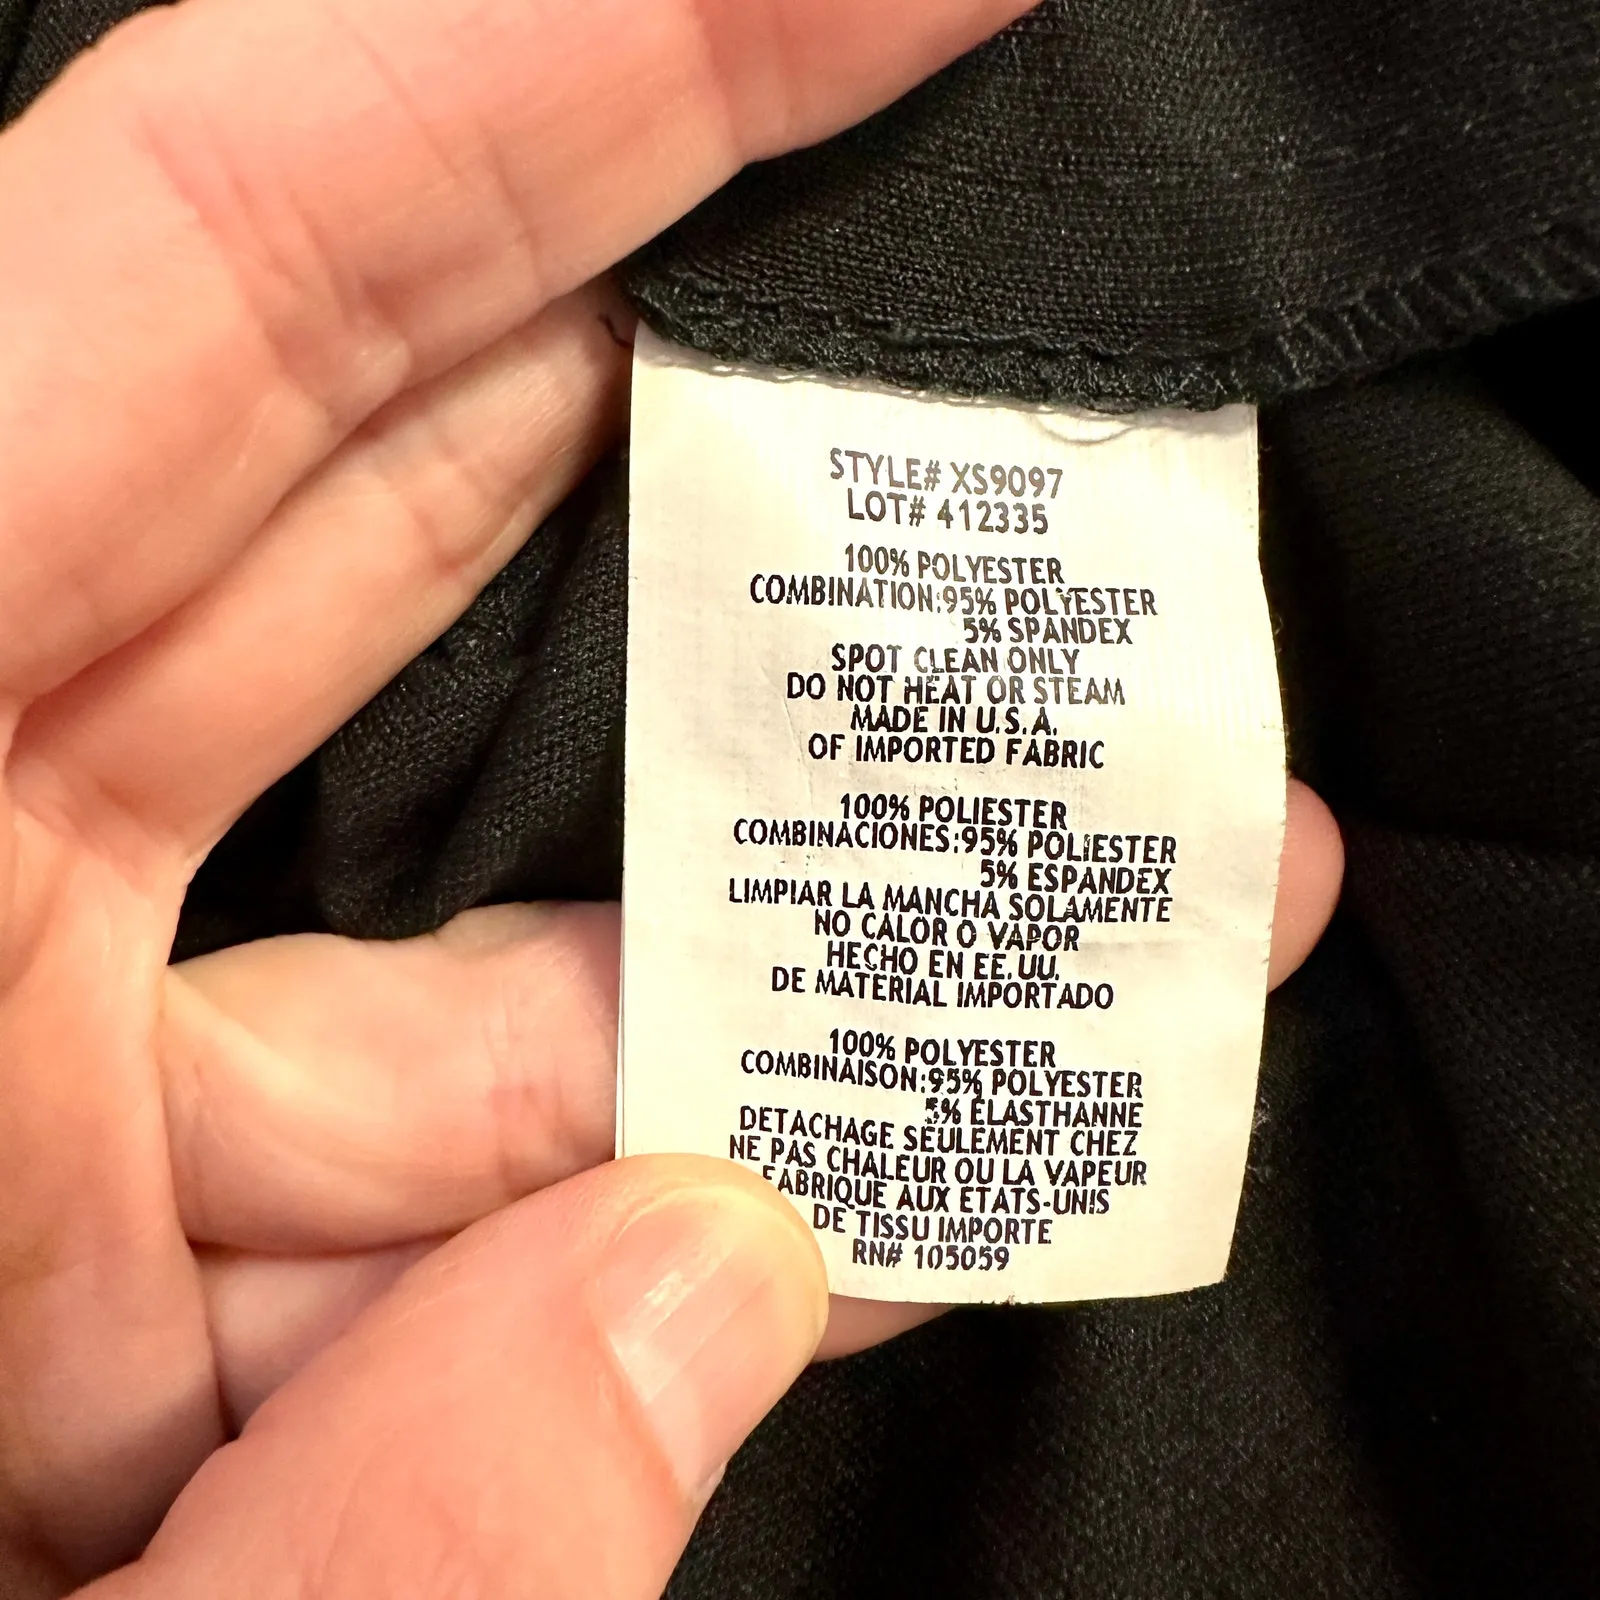 STYLE# XS9097
LOT# 412335
100% POLYESTER
COMBINATION:95% POLYESTER
5% SPANDEX
SPOT CLEAN ONLY
DO NOT HEAT OR STEAM
MADE IN U.S.A.
OF IMPORTED FABRIC
100% POLIESTER
COMBINACIONES:95% POLIESTER
5% ESPANDEX
LIMPIAR LA MANCHA SOLAMENTE
NO CALOR O VAPOR
HECHO EN EE.UU.
DE MATERIAL IMPORTADO
100% POLYESTER
COMBINAISON:95% POLYESTER
5% ELASTHANNE
DETACHAGE SEULEMENT CHEZ
NE PAS CHALEUR OU LA VAPEUR
FABRIQUE AUX ETATS-UNIS
DE TISSU IMPORTE
RN# 105059